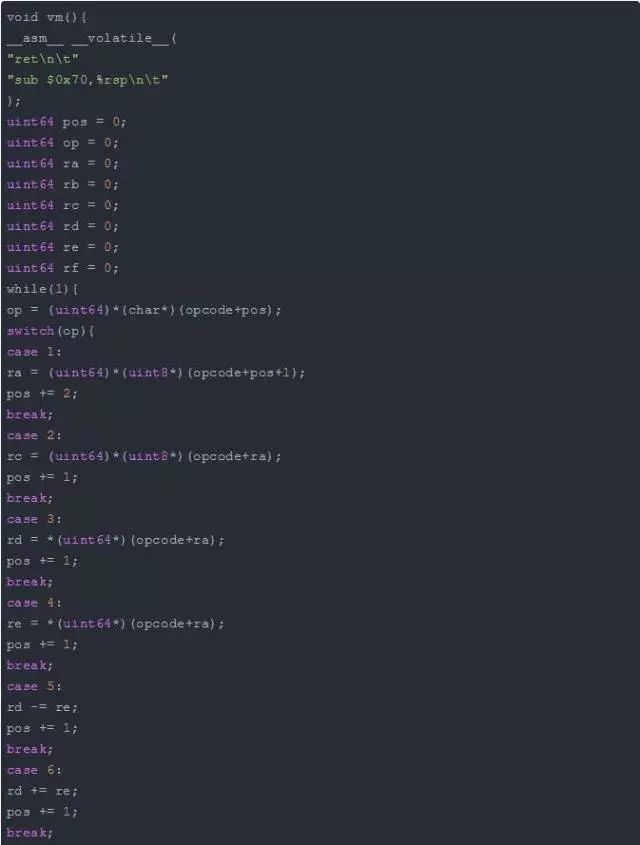 void vm(){
__asm__ __volatile__(
"ret\n\t"
"sub $0x70,%rsp\n\t"
);
uint64 pos = 0;
uint64 op = 0;
uint64 ra = 0;
uint64 rb = 0;
uint64 rc = 0;
uint64 rd = 0;
uint64 re = 0;
uint64 rf = 0;
while(1){
op = (uint64)*(char*)(opcode+pos);
switch(op){
case 1:
ra = (uint64)*(uint8*)(opcode+pos+1);
pos += 2;
break;
case 2:
rc = (uint64)*(uint8*)(opcode+ra);
pos += 1;
break;
case 3:
rd = *(uint64*)(opcode+ra);
pos += 1;
break;
case 4:
re = *(uint64*)(opcode+ra);
pos += 1;
break;
case 5:
rd -= re;
pos += 1;
break;
case 6:
rd += re;
pos += 1;
break;